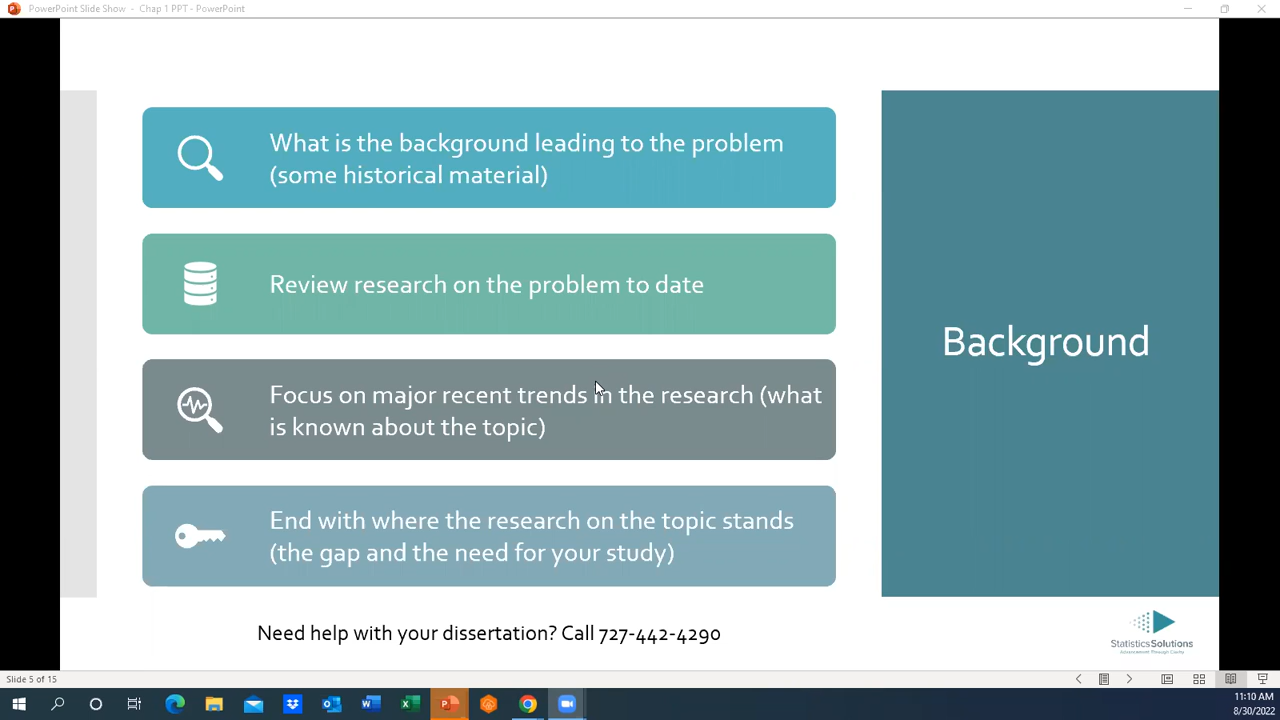 PowerPoint Slide Show - Chap 1 PPT - PowerPoint
What is the background leading to the problem
(some historical material)
Review research on the problem to date
Focus on major recent trends in the research (what
is known about the topic)
End with where the research on the topic stands
(the gap and the need for your study)
Background
Need help with your dissertation? Call 727-442-4290
StatisticsSolutions
Advancement Through Clarity
Slide 5 of 15
11:10 AM
8/30/2022